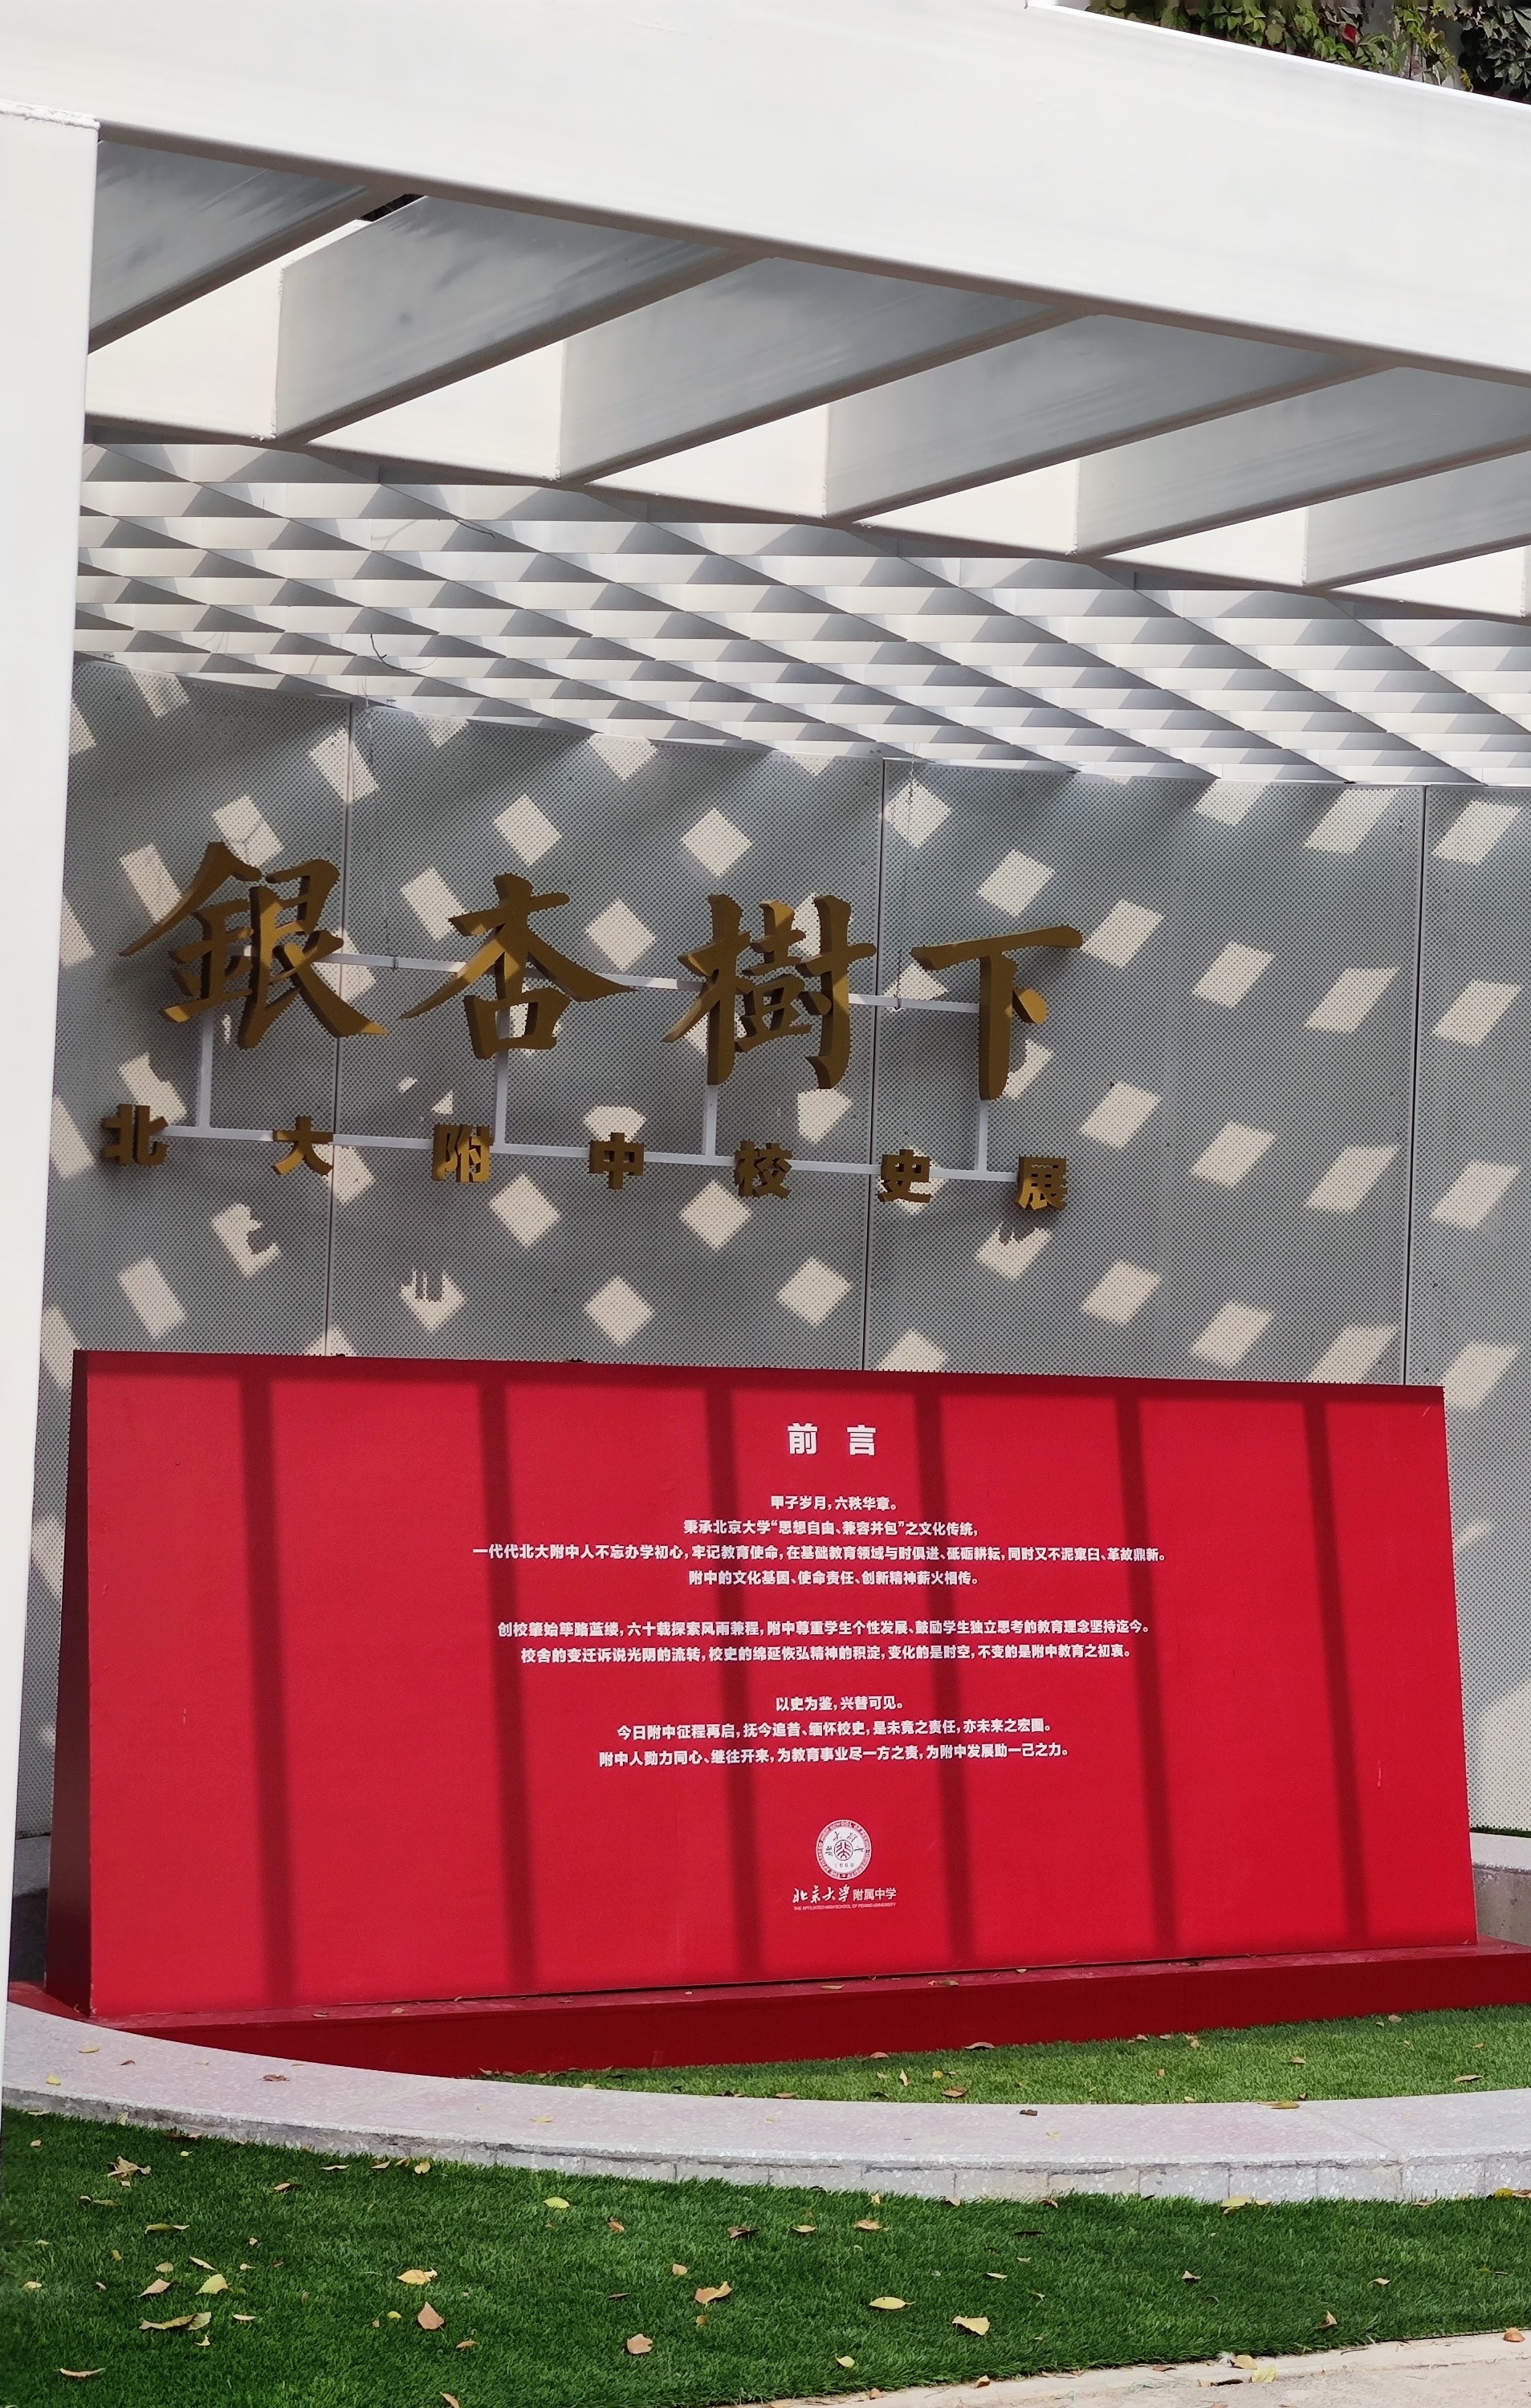 銀杏樹下
北大附中校史展
前言
甲子岁月，六秩华章。
秉承北京大学“思想自由、兼容并包”之文化传统，
一代代北大附中人不忘办学初心，牢记教育使命，在基础教育领域与时俱进、砥砺耕耘，同时又不泥窠臼、革故鼎新。
附中的文化基因、使命责任、创新精神薪火相传。
创校肇始筚路蓝缕，六十载探索风雨兼程，附中尊重学生个性发展、鼓励学生独立思考的教育理念坚持迄今。
校舍的变迁诉说光阴的流转，校史的绵延恢弘精神的积淀，变化的是时空，不变的是附中教育之初衷。
以史为鉴，兴替可见。
今日附中征程再启，抚今追昔、缅怀校史，是未竟之责任，亦未来之宏图。
附中人勠力同心、继往开来，为教育事业尽一方之责，为附中发展助一己之力。
1960
北京大学附属中学
THE AFFILIATED HIGH SCHOOL OF PEKING UNIVERSITY